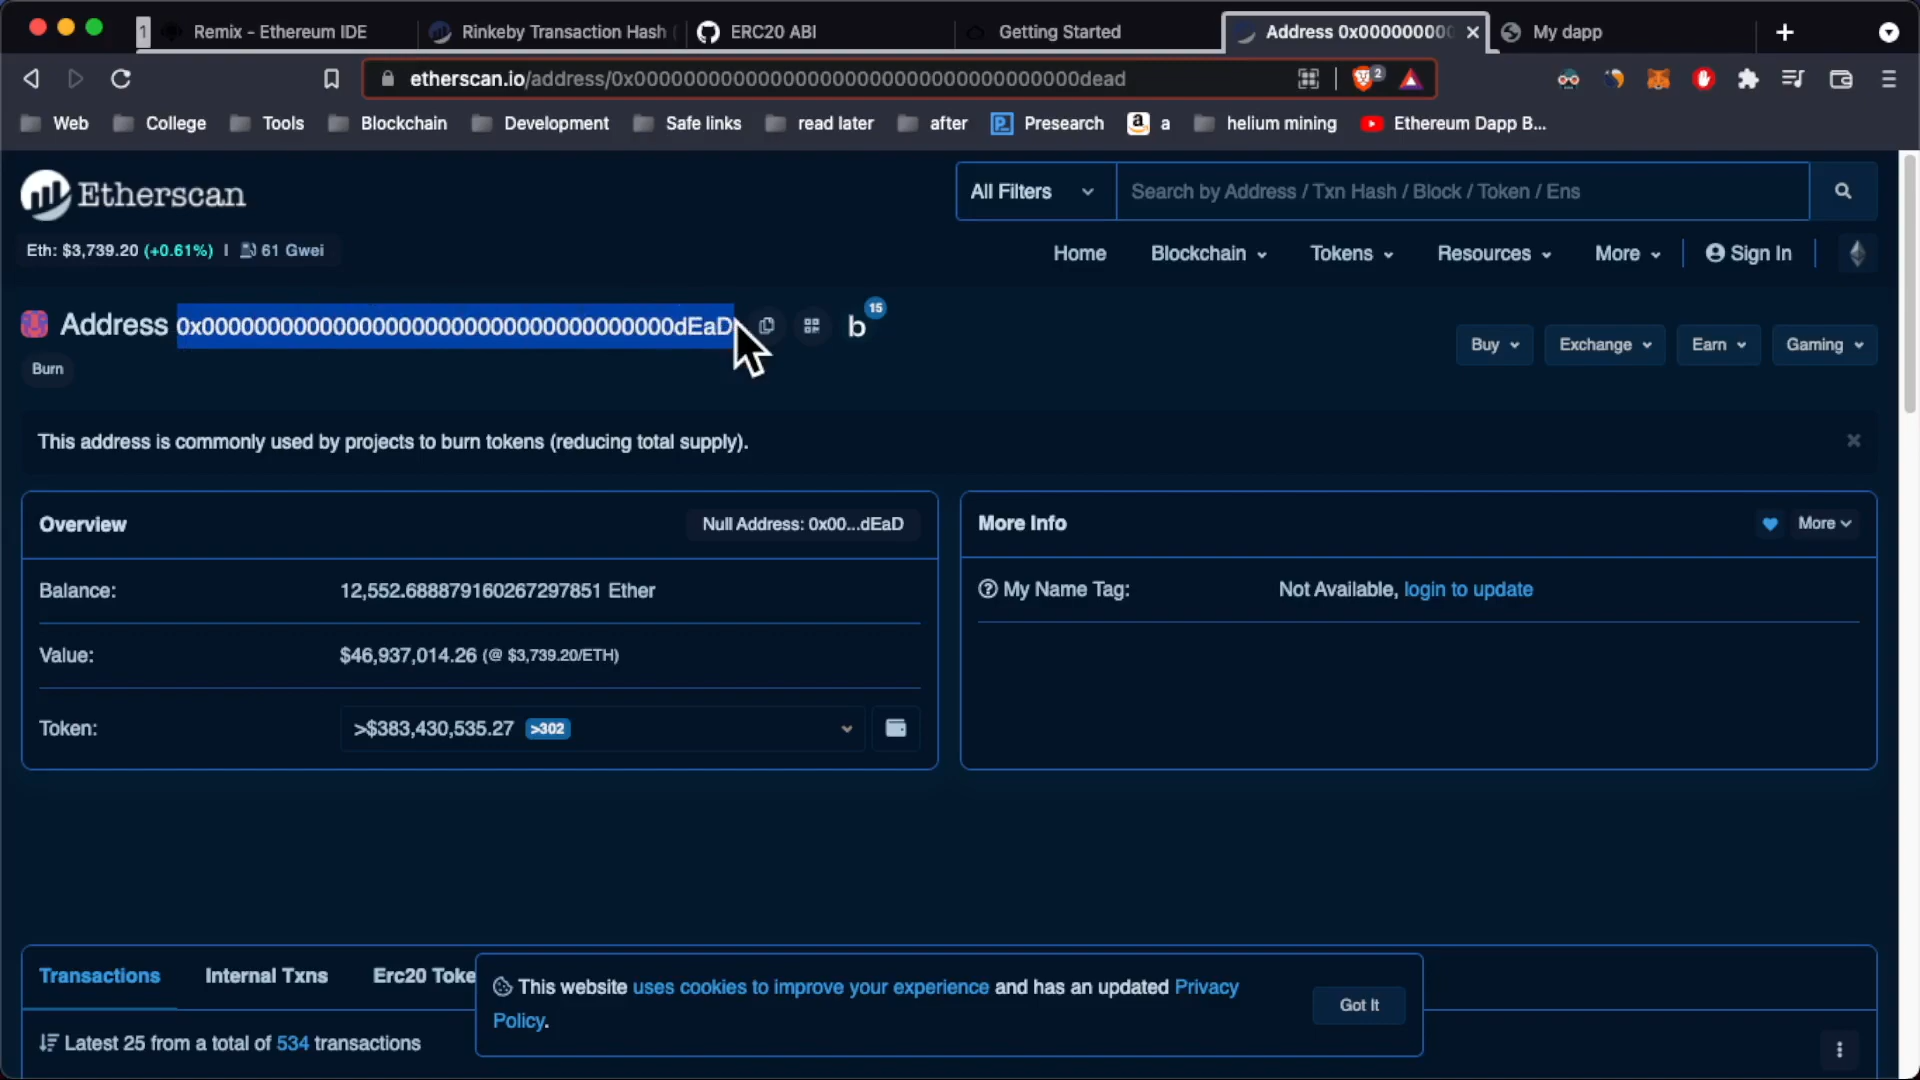 1
Remix - Ethereum IDE
Rinkeby Transaction Hash (
ERC20 ABI
Getting Started
Address 0x000000000
My dapp
etherscan.io/address/0x000000000000000000000000000000000000dead
2
Web
College
Tools
Blockchain
Development
Safe links
read later
after
Presearch
a
helium mining
Ethereum Dapp B...
Etherscan
All Filters
Search by Address / Txn Hash / Block / Token / Ens
Eth: $3,739.20 (+0.61%) | 61 Gwei
Home
Blockchain
Tokens
Resources
More
Sign In
Address 0x000000000000000000000000000000000000dEaD
b
15
Buy
Exchange
Earn
Gaming
Burn
This address is commonly used by projects to burn tokens (reducing total supply).
Overview
Null Address: 0x00...dEaD
Balance:
12,552.688879160267297851 Ether
Value:
$46,937,014.26 (@ $3,739.20/ETH)
Token:
>$383,430,535.27 >302
More Info
More
My Name Tag:
Not Available, login to update
Transactions
Internal Txns
Erc20 Toke
Latest 25 from a total of 534 transactions
This website uses cookies to improve your experience and has an updated Privacy
Policy.
Got It